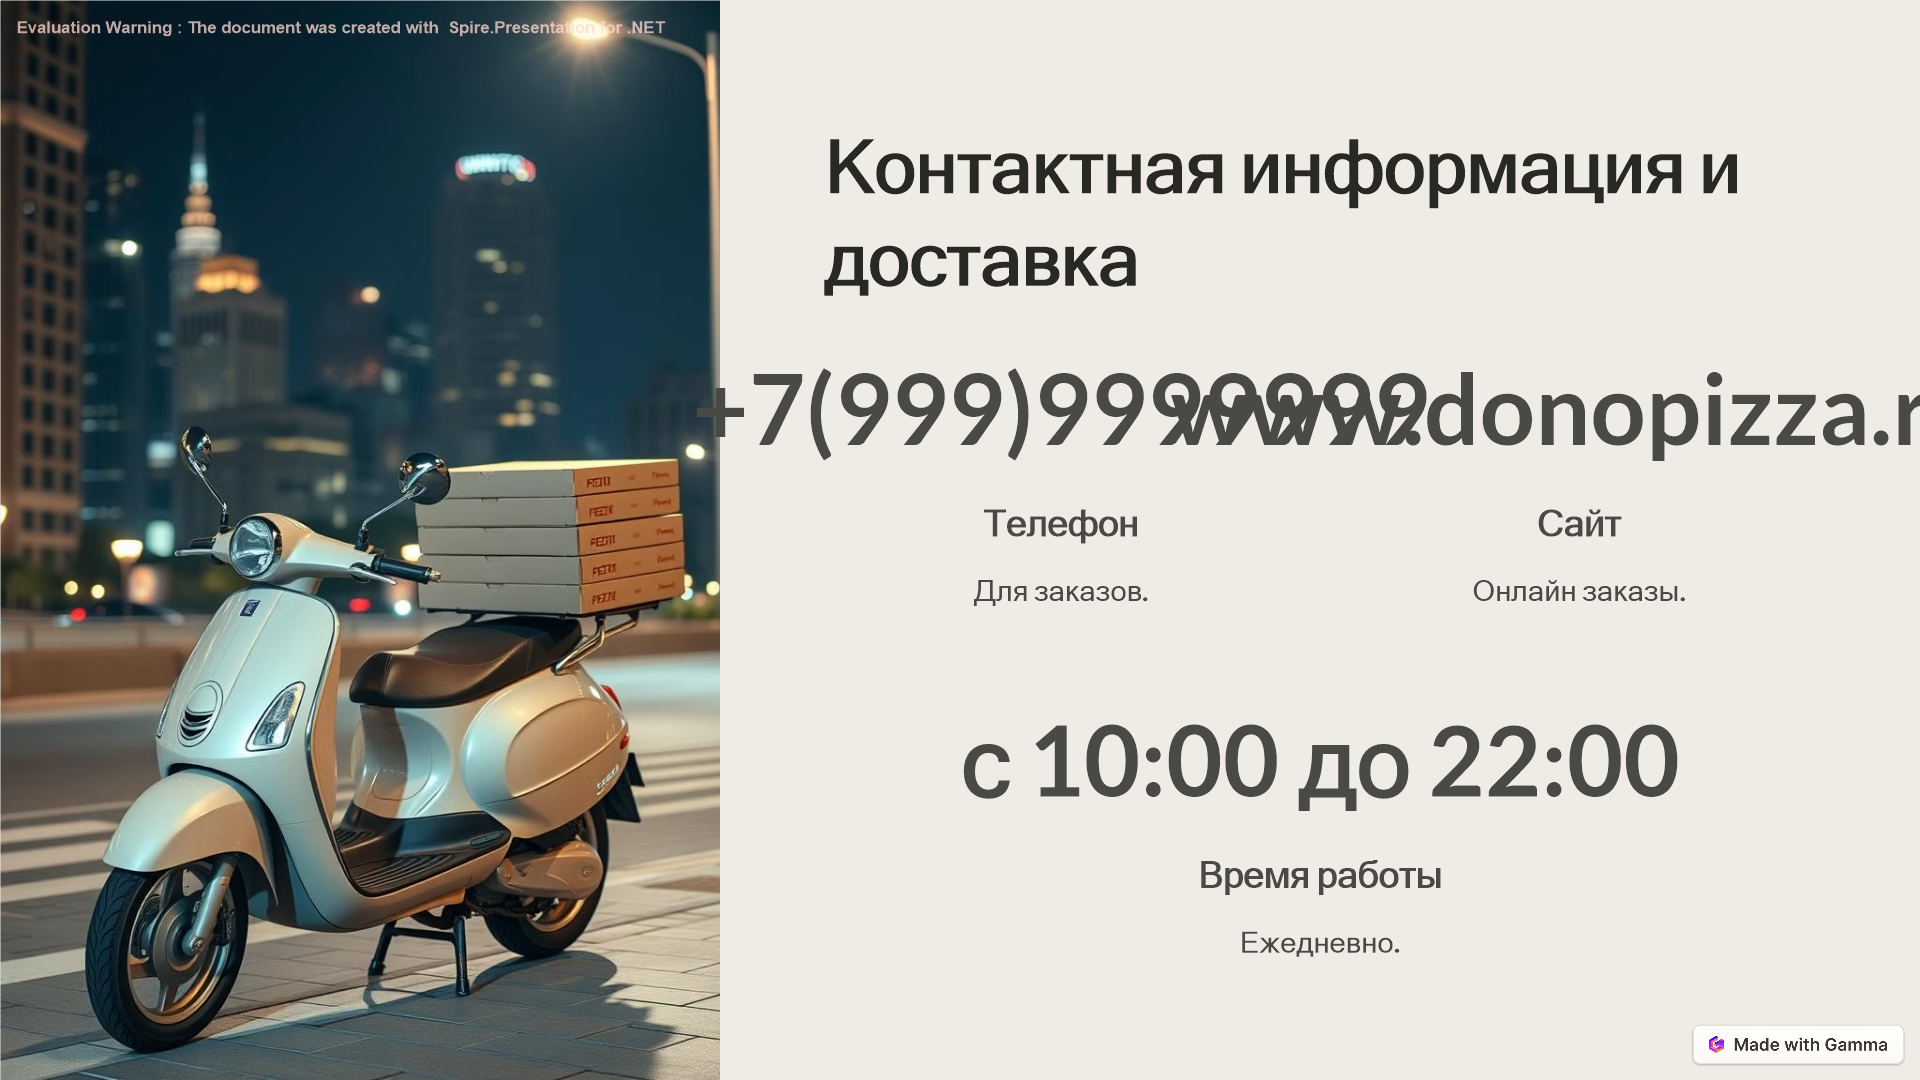 Evaluation Warning : The document was created with Spire.Presentation for .NET
Контактная информация и
доставка
+7(999)9999999
www.donopizza.r
Телефон
Сайт
Для заказов.
Онлайн заказы.
с 10:00 до 22:00
Время работы
Ежедневно.
Made with Gamma